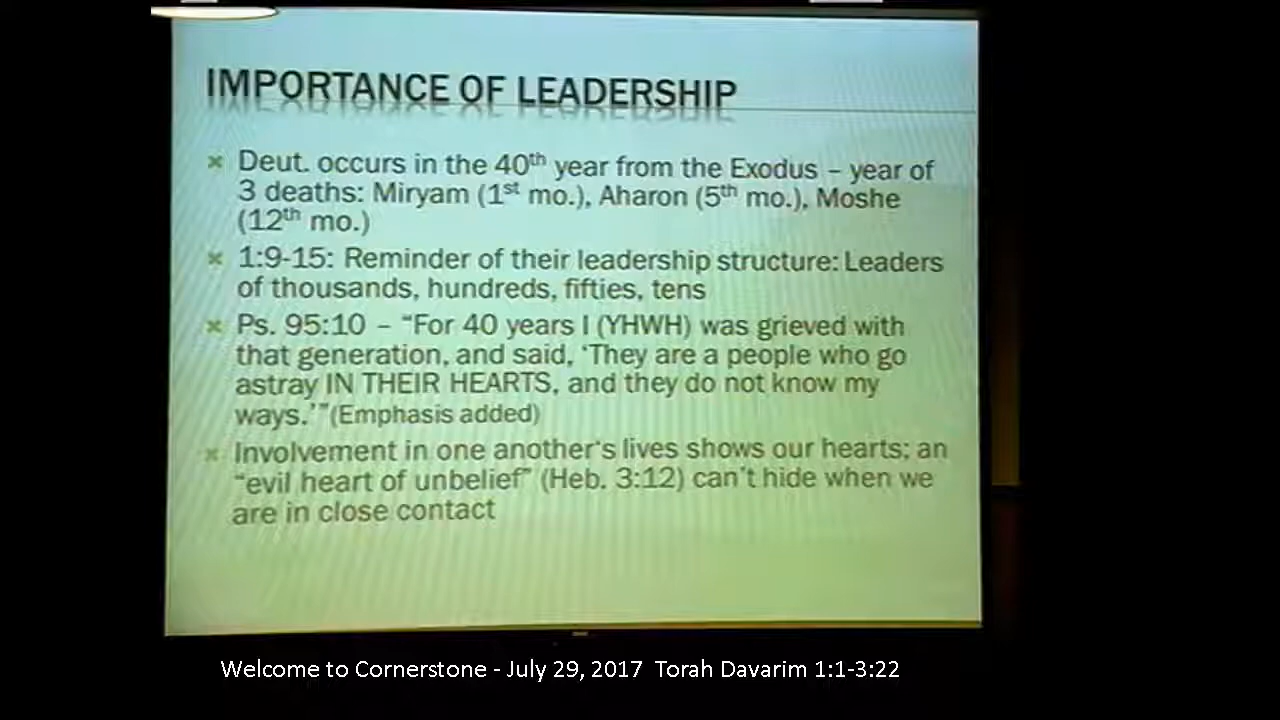 IMPORTANCE OF LEADERSHIP
Deut. occurs in the 40th year from the Exodus – year of
3 deaths: Miryam (1st mo.), Aharon (5th mo.), Moshe
(12th mo.)
1:9-15: Reminder of their leadership structure: Leaders
of thousands, hundreds, fifties, tens
Ps. 95:10 – "For 40 years I (YHWH) was grieved with
that generation, and said, 'They are a people who go
astray IN THEIR HEARTS, and they do not know my
ways.'"(Emphasis added)
Involvement in one another's lives shows our hearts; an
"evil heart of unbelief" (Heb. 3:12) can't hide when we
are in close contact
Welcome to Cornerstone - July 29, 2017 Torah Davarim 1:1-3:22